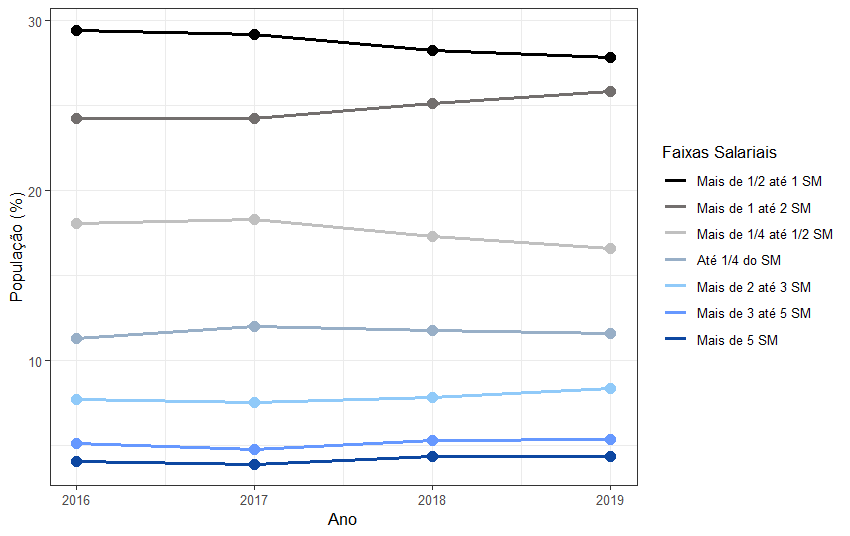 30
20
10
População (%)
2016 2017 2018 2019
Ano
Faixas Salariais
Mais de 1/2 até 1 SM
Mais de 1 até 2 SM
Mais de 1/4 até 1/2 SM
Até 1/4 do SM
Mais de 2 até 3 SM
Mais de 3 até 5 SM
Mais de 5 SM